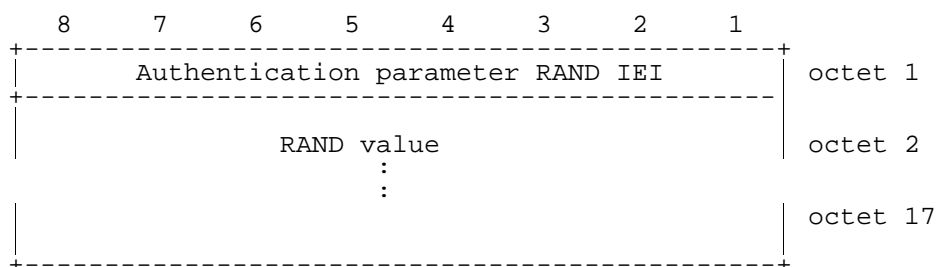 8 7 6 5 4 3 2 1
+-----------------------------------------------+
Authentication parameter RAND IEI octet 1
+-----------------------------------------------
RAND value octet 2
:
:
octet 17
+-----------------------------------------------+